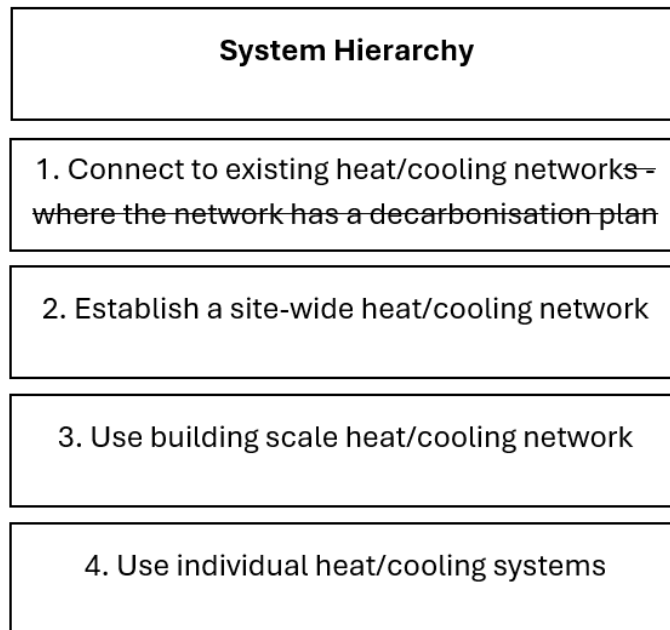 System Hierarchy
1. Connect to existing heat/cooling networks -
where the network has a decarbonisation plan
2. Establish a site-wide heat/cooling network
3. Use building scale heat/cooling network
4. Use individual heat/cooling systems